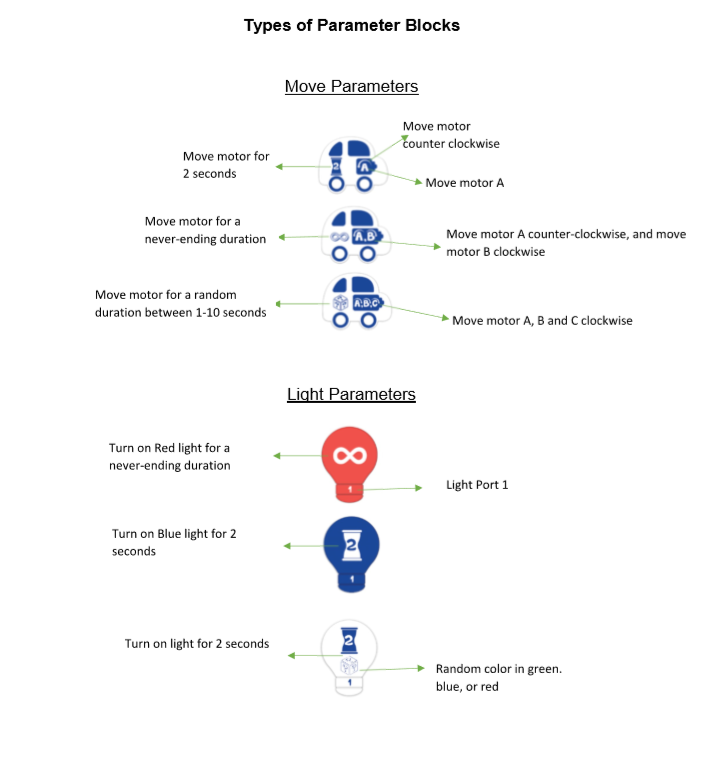 Types of Parameter Blocks
Move Parameters
Move motor
counter clockwise
Move motor for
2 seconds
2
A
Move motor A
Move motor for a
never-ending duration
∞
A,B
Move motor A counter-clockwise, and move
motor B clockwise
Move motor for a random
duration between 1-10 seconds
A,B,C
Move motor A, B and C clockwise
Light Parameters
Turn on Red light for a
never-ending duration
∞
1
Light Port 1
Turn on Blue light for 2
seconds
2
1
Turn on light for 2 seconds
2
1
Random color in green.
blue, or red